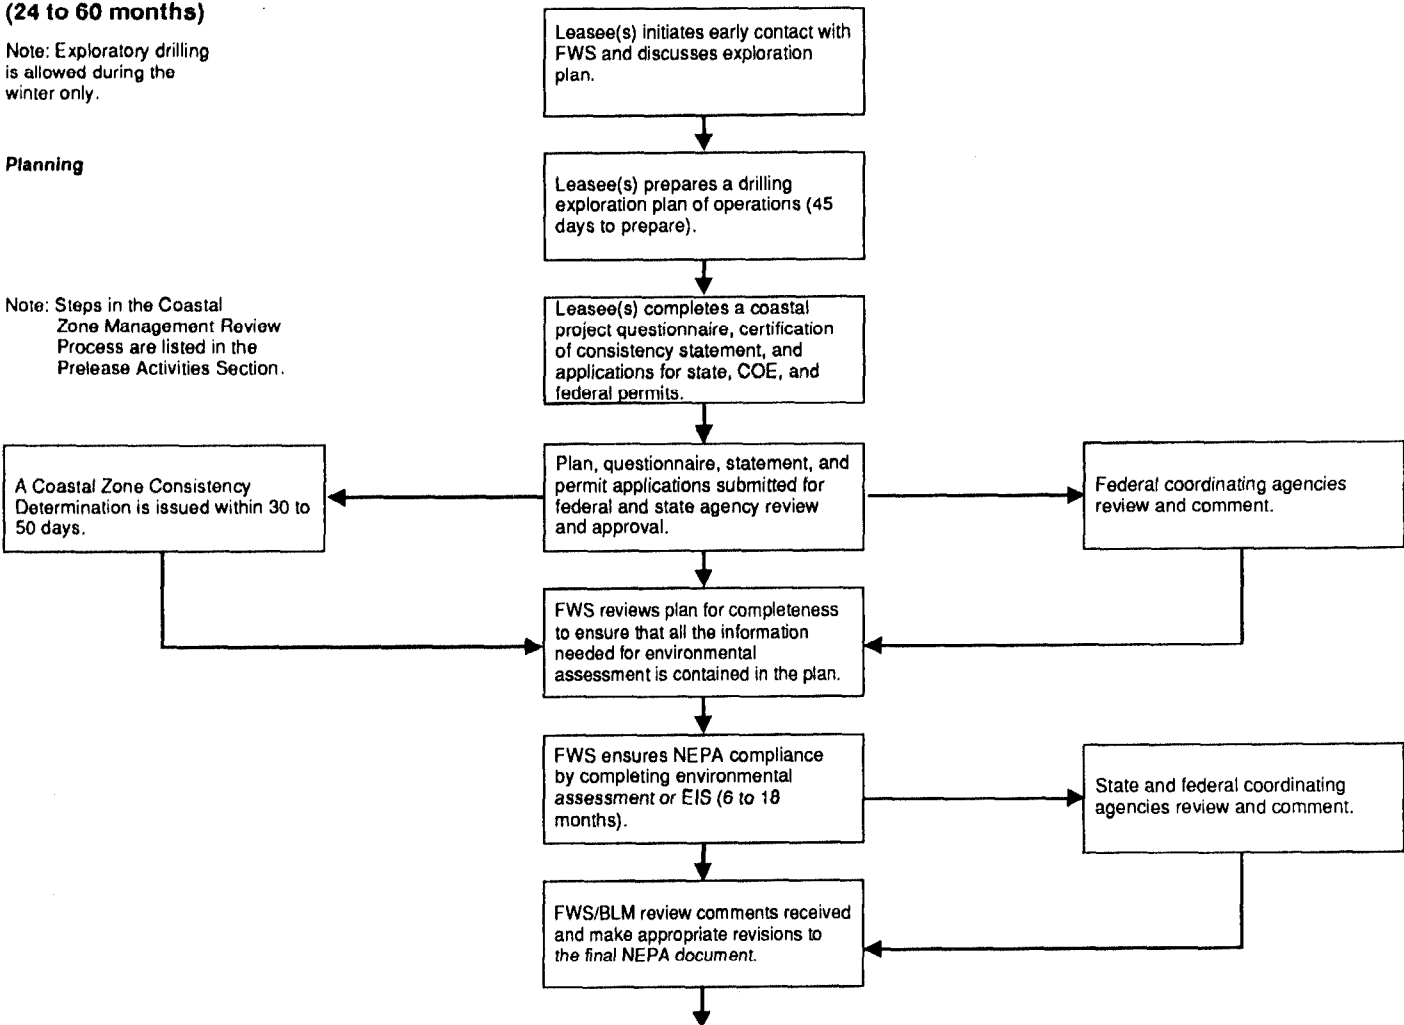 (24 to 60 months)
Note: Exploratory drilling
is allowed during the
winter only.
Planning
Note: Steps in the Coastal
Zone Management Review
Process are listed in the
Prelease Activities Section.
Leasee(s) initiates early contact with
FWS and discusses exploration
plan.
Leasee(s) prepares a drilling
exploration plan of operations (45
days to prepare).
Leasee(s) completes a coastal
project questionnaire, certification
of consistency statement, and
applications for state, COE, and
federal permits.
A Coastal Zone Consistency
Determination is issued within 30 to
50 days.
Plan, questionnaire, statement, and
permit applications submitted for
federal and state agency review
and approval.
Federal coordinating agencies
review and comment.
FWS reviews plan for completeness
to ensure that all the information
needed for environmental
assessment is contained in the plan.
FWS ensures NEPA compliance
by completing environmental
assessment or EIS (6 to 18
months).
State and federal coordinating
agencies review and comment.
FWS/BLM review comments received
and make appropriate revisions to
the final NEPA document.